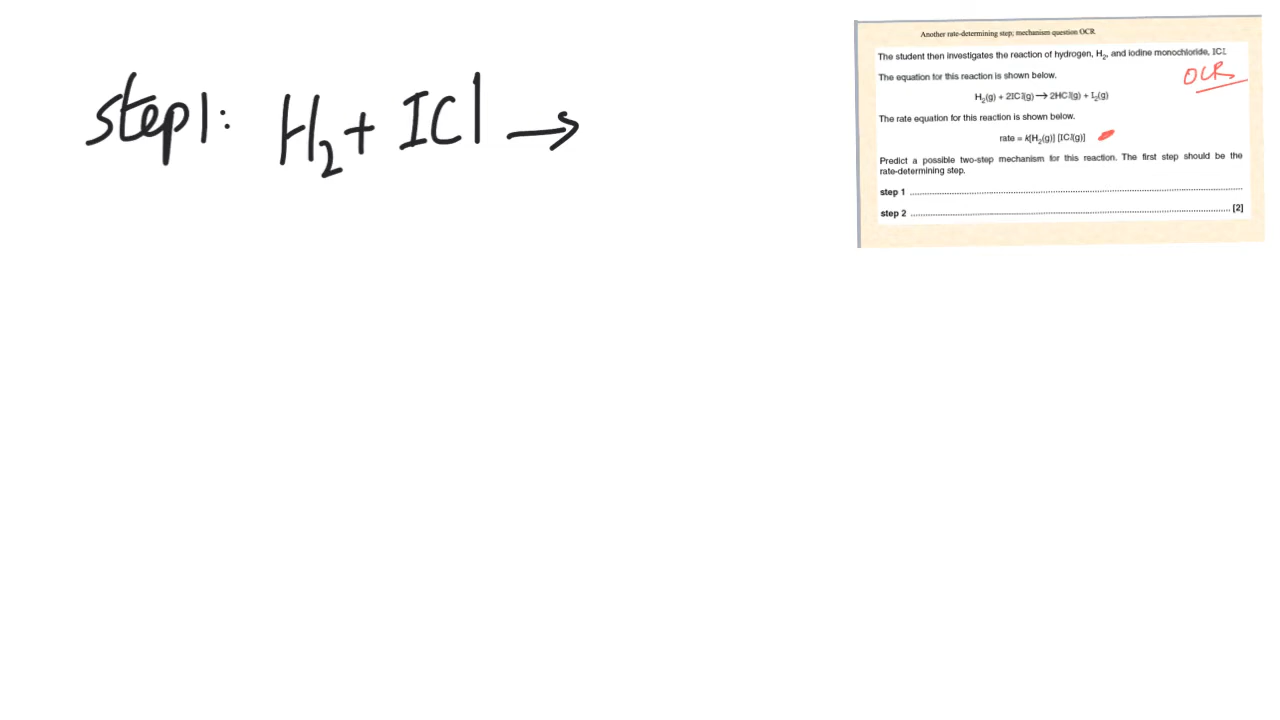 step 1: H₂ + ICl →
Another rate-determining step; mechanism question OCR
The student then investigates the reaction of hydrogen, H₂, and iodine monochloride, ICl.
The equation for this reaction is shown below.
OCR
H₂(g) + 2ICl(g) → 2HCl(g) + I₂(g)
The rate equation for this reaction is shown below.
rate = k[H₂(g)] [ICl(g)]
Predict a possible two-step mechanism for this reaction. The first step should be the
rate-determining step.
step 1 ................................................................
step 2 ................................................................ [2]